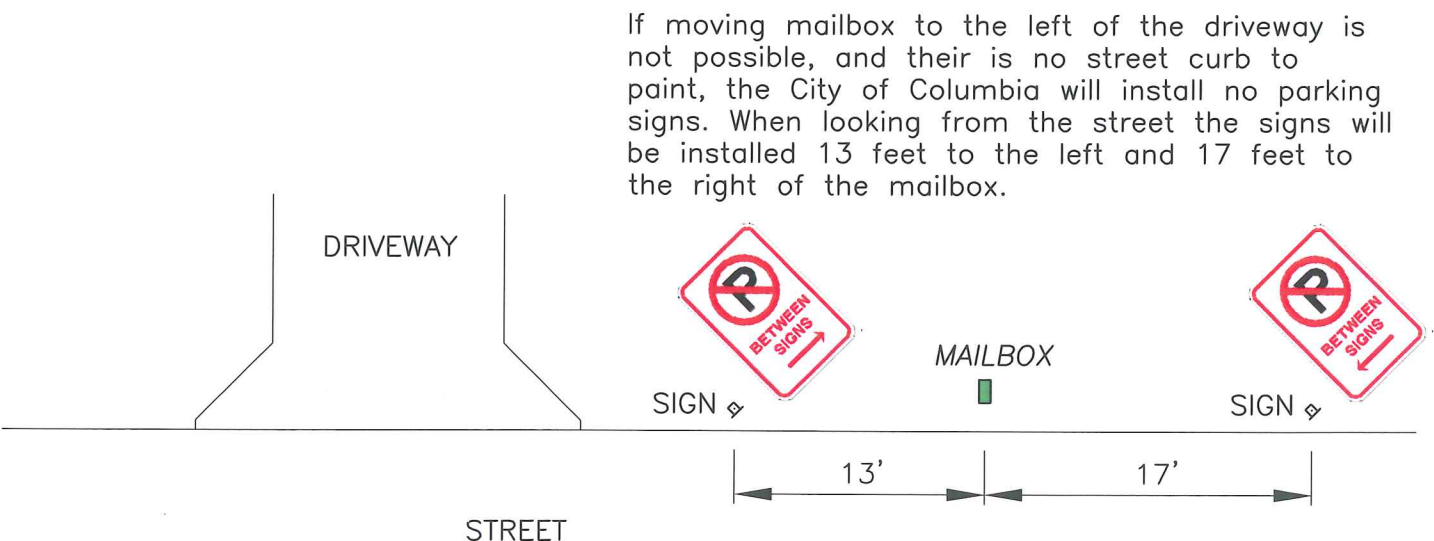 If moving mailbox to the left of the driveway is
not possible, and their is no street curb to
paint, the City of Columbia will install no parking
signs. When looking from the street the signs will
be installed 13 feet to the left and 17 feet to
the right of the mailbox.
DRIVEWAY
P
BETWEEN
SIGNS
MAILBOX
P
BETWEEN
SIGNS
SIGN
SIGN
13'
17'
STREET